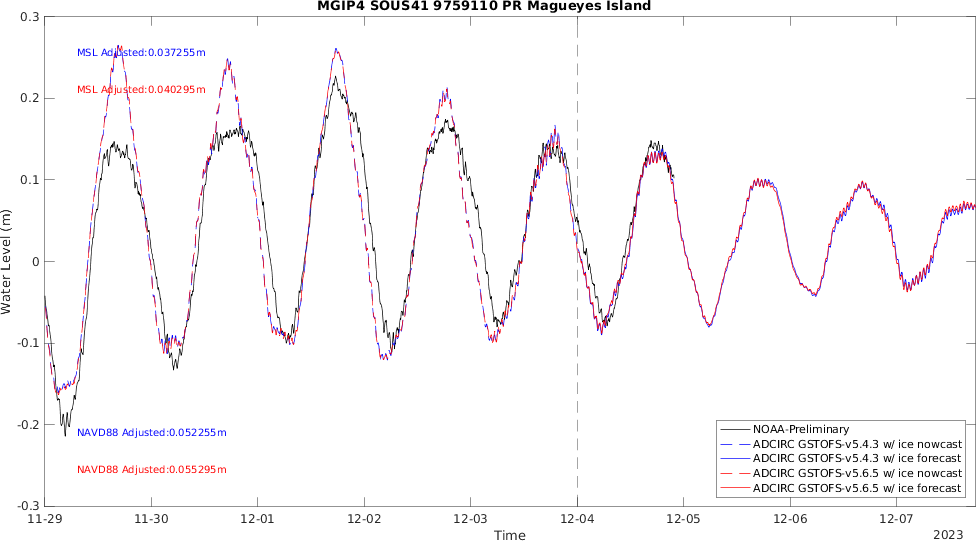 MGIP4 SOUS41 9759110 PR Magueyes Island
0.3
0.2
0.1
0
-0.1
-0.2
-0.3
Water Level (m)
MSL Adjusted:0.037255m
MSL Adjusted:0.040295m
NAVD88 Adjusted:0.052255m
NAVD88 Adjusted:0.055295m
NOAA-Preliminary
ADCIRC GSTOFS-v5.4.3 w/ ice nowcast
ADCIRC GSTOFS-v5.4.3 w/ ice forecast
ADCIRC GSTOFS-v5.6.5 w/ ice nowcast
ADCIRC GSTOFS-v5.6.5 w/ ice forecast
11-29 11-30 12-01 12-02 12-03 12-04 12-05 12-06 12-07
Time
2023